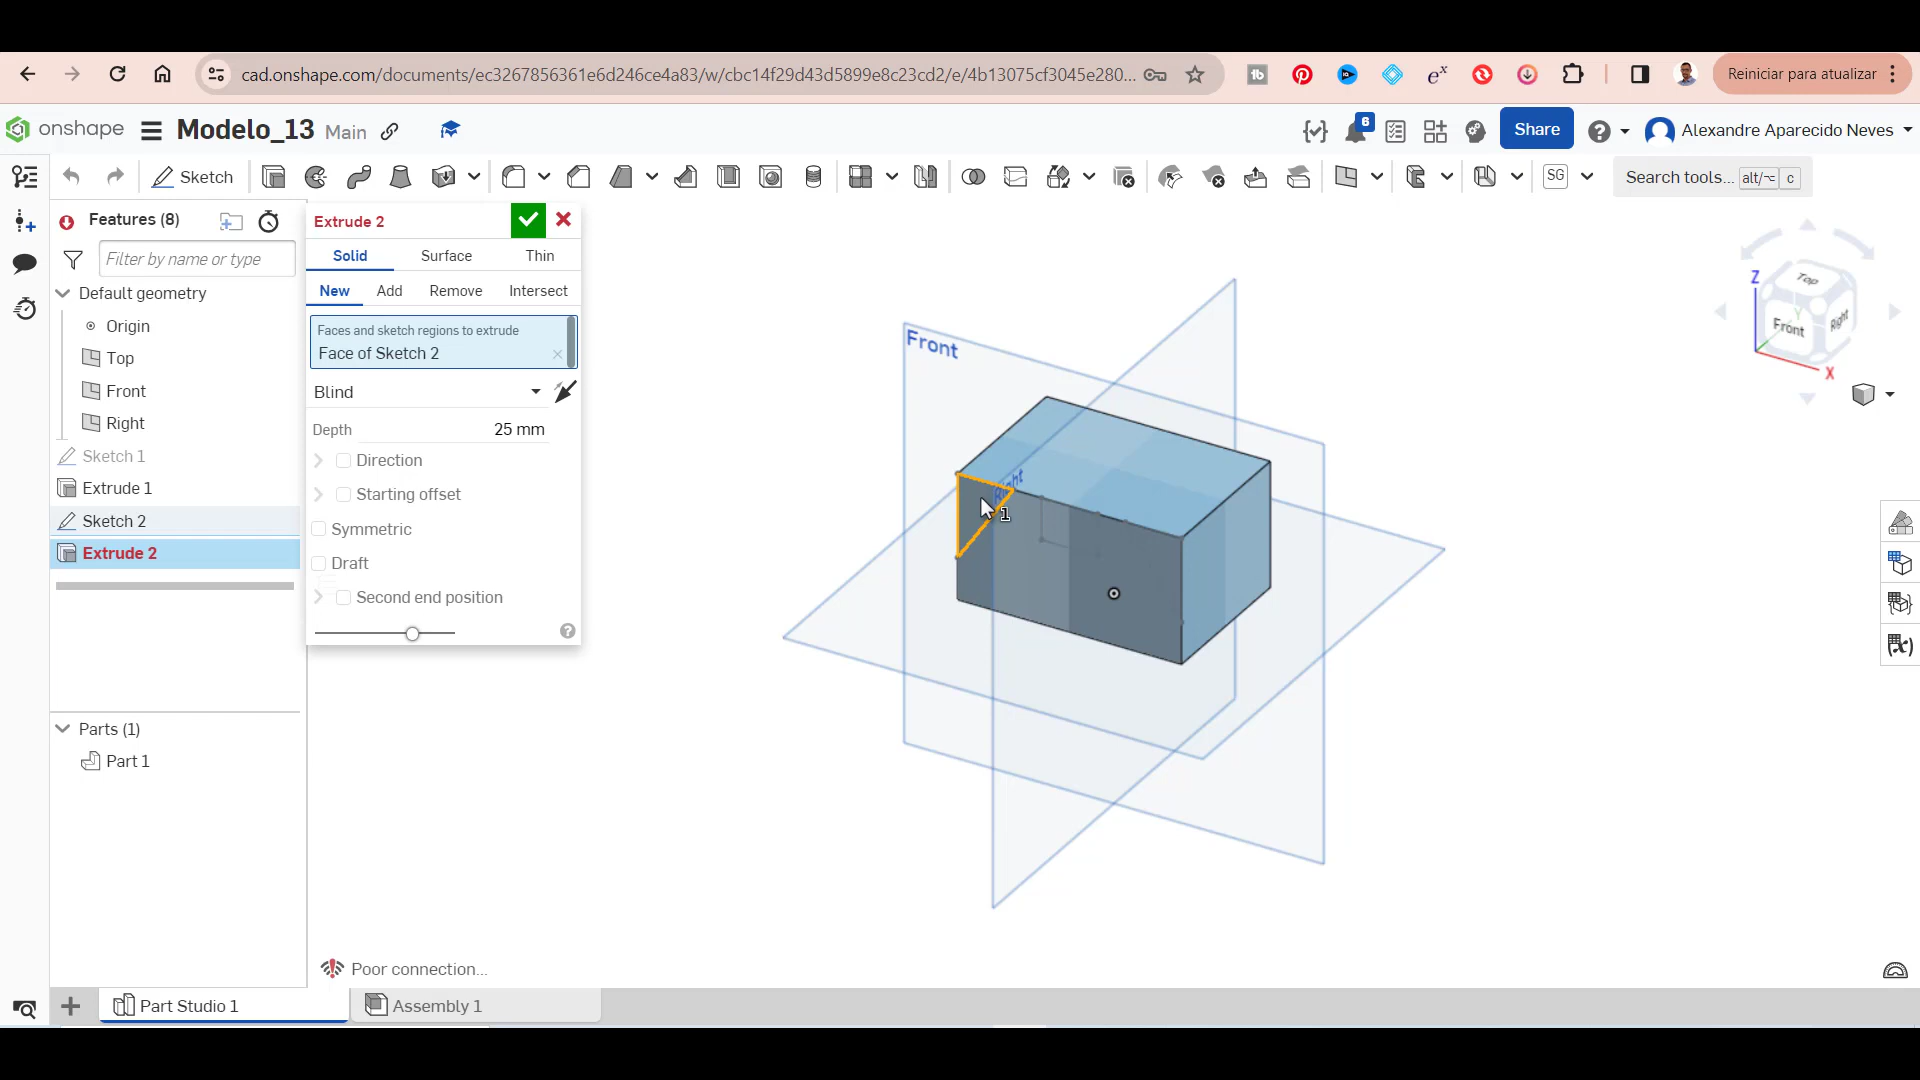 cad.onshape.com/documents/ec3267856361e6d246ce4a83/w/cbc14f29d43d5899e8c23cd2/e/4b13075cf3045e280...
Reiniciar para atualizar
onshape
Modelo_13 Main
6
Share
Alexandre Aparecido Neves
Sketch
SG
Search tools... alt/⌥ c
Features (8)
Filter by name or type
Default geometry
Origin
Top
Front
Right
Sketch 1
Extrude 1
Sketch 2
Extrude 2
Parts (1)
Part 1
Extrude 2
Solid Surface Thin
New Add Remove Intersect
Faces and sketch regions to extrude
Face of Sketch 2
Blind
Depth 25 mm
Direction
Starting offset
Symmetric
Draft
Second end position
Front
Right
1
Z
Top
Front
Right
Y
X
Poor connection...
Part Studio 1
Assembly 1